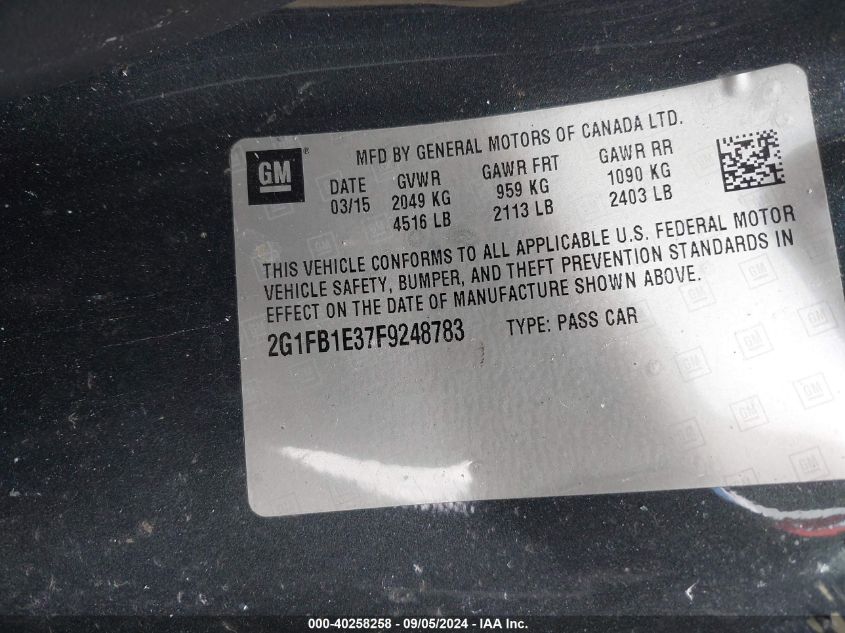 MFD BY GENERAL MOTORS OF CANADA LTD.
GM®
DATE GVWR GAWR FRT GAWR RR
03/15 2049 KG 959 KG 1090 KG
4516 LB 2113 LB 2403 LB
THIS VEHICLE CONFORMS TO ALL APPLICABLE U.S. FEDERAL MOTOR
VEHICLE SAFETY, BUMPER, AND THEFT PREVENTION STANDARDS IN
EFFECT ON THE DATE OF MANUFACTURE SHOWN ABOVE.
2G1FB1E37F9248783 TYPE: PASS CAR
000-40258258 - 09/05/2024 - IAA Inc.